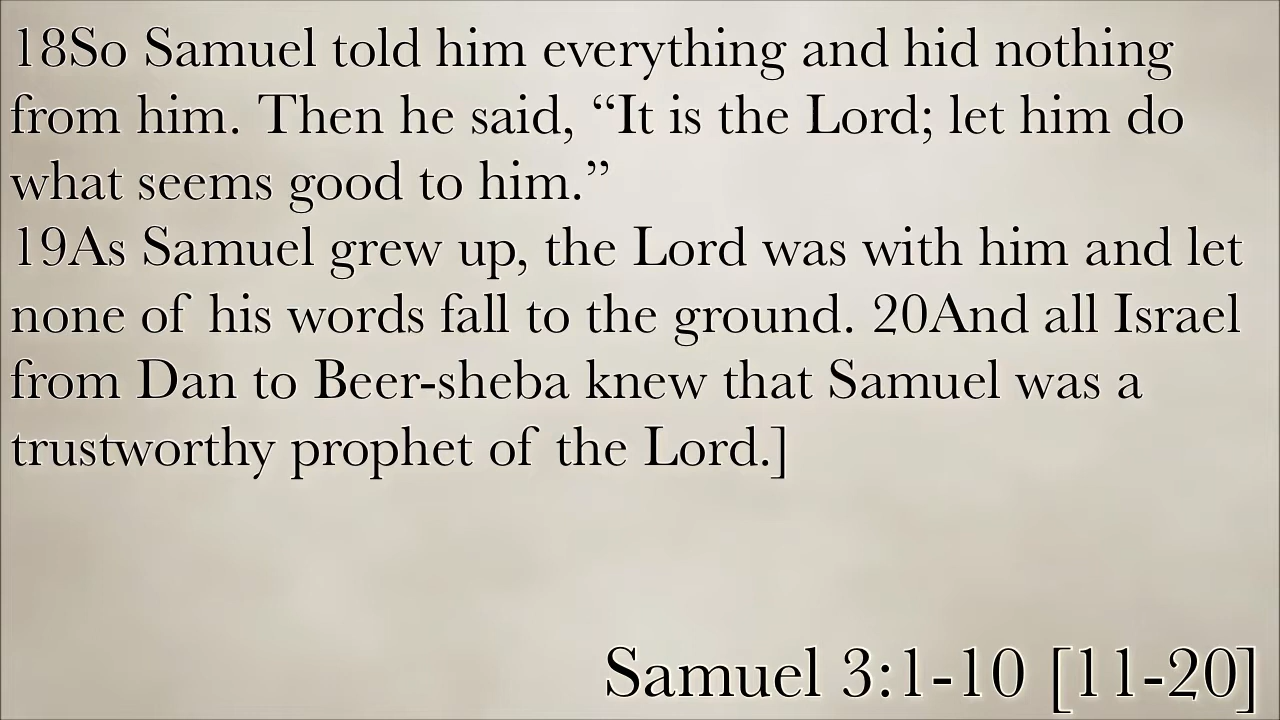 18So Samuel told him everything and hid nothing
from him. Then he said, “It is the Lord; let him do
what seems good to him.”
19As Samuel grew up, the Lord was with him and let
none of his words fall to the ground. 20And all Israel
from Dan to Beer-sheba knew that Samuel was a
trustworthy prophet of the Lord.]
Samuel 3:1-10 [11-20]